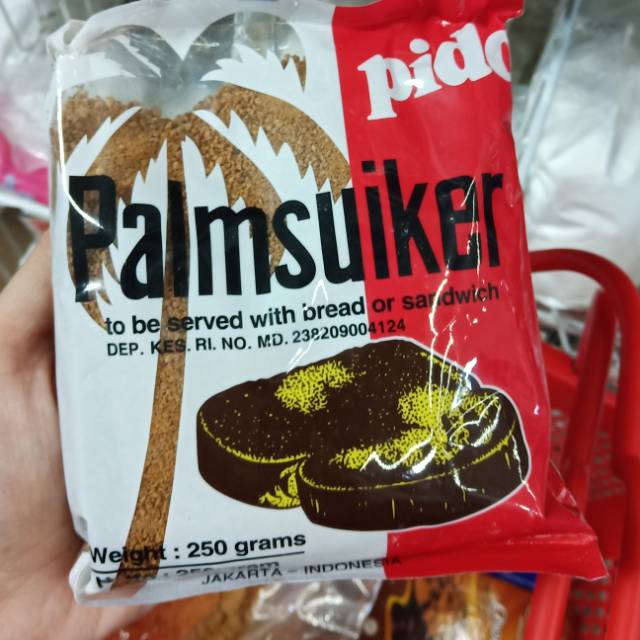 pido
Palmsuiker
to be served with bread or sandwich
DEP. KES. RI. NO. MD. 238209004124
Weight : 250 grams
JAKARTA - INDONESIA